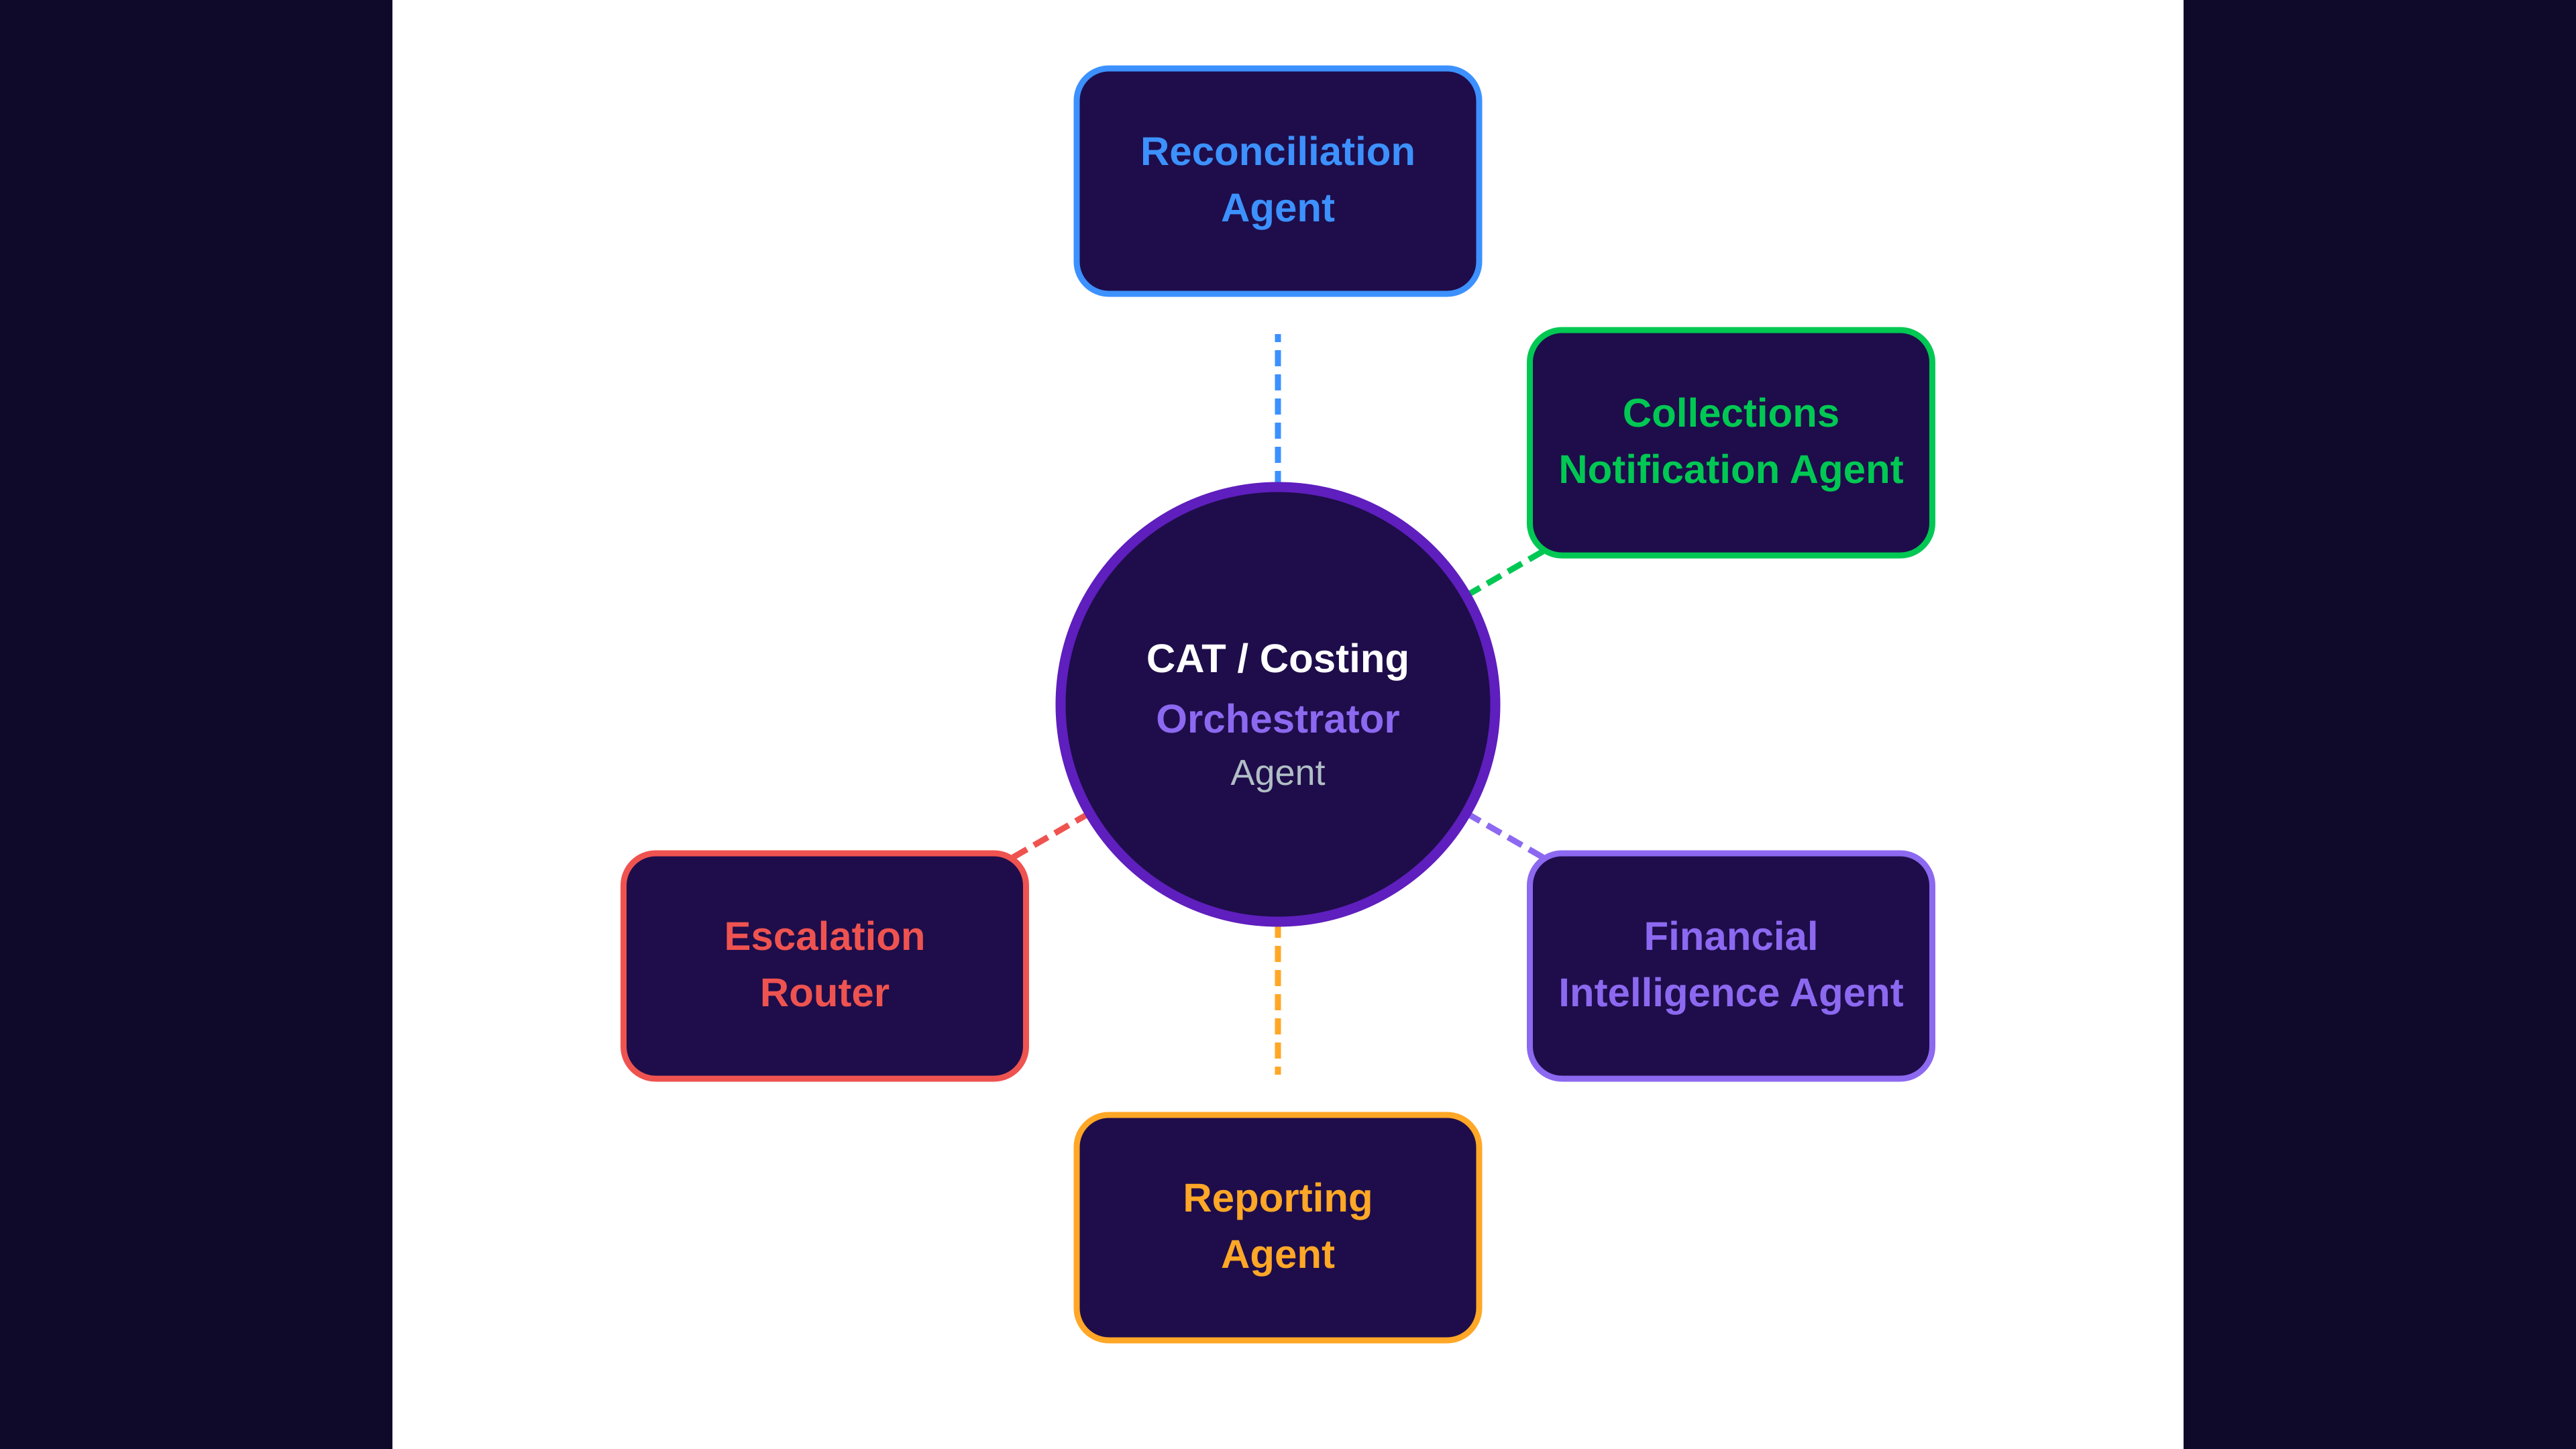 Reconciliation
Agent
Collections
Notification Agent
CAT / Costing
Orchestrator
Agent
Escalation
Router
Financial
Intelligence Agent
Reporting
Agent